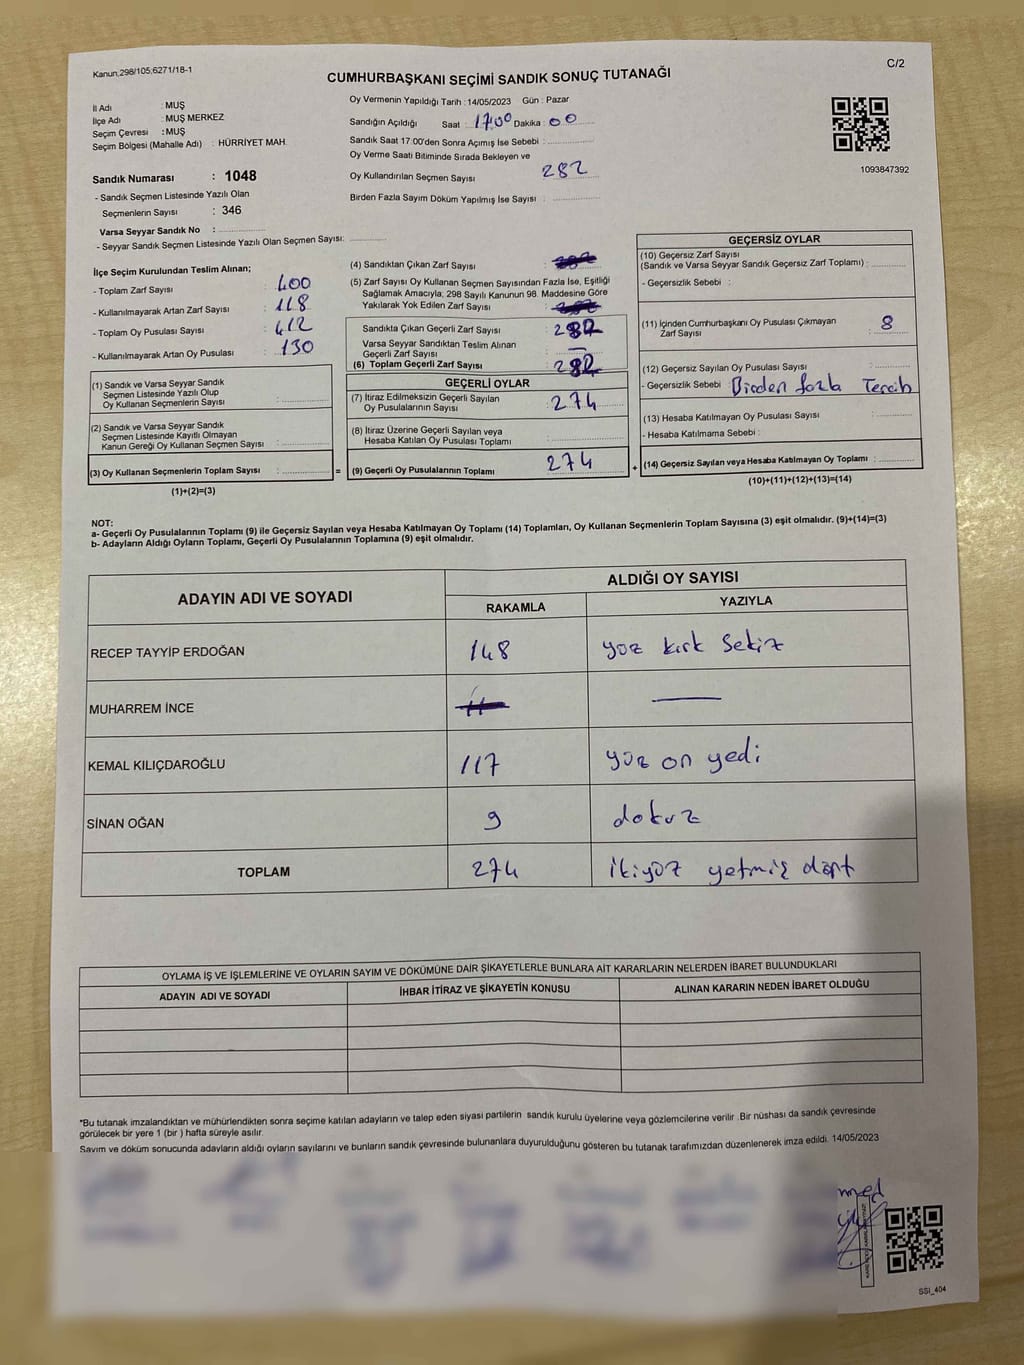 Kanun;298/105;6271/18-1
C/2
CUMHURBAŞKANI SEÇİMİ SANDIK SONUÇ TUTANAĞI
İl Adı : MUŞ
İlçe Adı : MUŞ MERKEZ
Seçim Çevresi : MUŞ
Seçim Bölgesi (Mahalle Adı) : HÜRRİYET MAH.
Sandık Numarası : 1048
- Sandık Seçmen Listesinde Yazılı Olan
Seçmenlerin Sayısı : 346
Varsa Seyyar Sandık No :
- Seyyar Sandık Seçmen Listesinde Yazılı Olan Seçmen Sayısı:
Oy Vermenin Yapıldığı Tarih : 14/05/2023 Gün : Pazar
Sandığın Açıldığı Saat : 17:00 Dakika : 00
Sandık Saat 17.00'den Sonra Açımış İse Sebebi :
Oy Verme Saati Bitiminde Sırada Bekleyen ve
Oy Kullandırılan Seçmen Sayısı 282
Birden Fazla Sayım Döküm Yapılmış İse Sayısı :
1093847392
İlçe Seçim Kurulundan Teslim Alınan;
- Toplam Zarf Sayısı : 400
- Kullanılmayarak Artan Zarf Sayısı : 118
- Toplam Oy Pusulası Sayısı : 412
- Kullanılmayarak Artan Oy Pusulası : 130
(1) Sandık ve Varsa Seyyar Sandık
Seçmen Listesinde Yazılı Olup
Oy Kullanan Seçmenlerin Sayısı :
(2) Sandık ve Varsa Seyyar Sandık
Seçmen Listesinde Kayıtlı Olmayan
Kanun Gereği Oy Kullanan Seçmen Sayısı :
(3) Oy Kullanan Seçmenlerin Toplam Sayısı : =
(1)+(2)=(3)
(4) Sandıktan Çıkan Zarf Sayısı :
(5) Zarf Sayısı Oy Kullanan Seçmen Sayısından Fazla İse, Eşitliği
Sağlamak Amacıyla; 298 Sayılı Kanunun 98. Maddesine Göre
Yakılarak Yok Edilen Zarf Sayısı :
Sandıkta Çıkan Geçerli Zarf Sayısı : 282
Varsa Seyyar Sandıktan Teslim Alınan
Geçerli Zarf Sayısı : —
(6) Toplam Geçerli Zarf Sayısı : 282
GEÇERLİ OYLAR
(7) İtiraz Edilmeksizin Geçerli Sayılan
Oy Pusulalarının Sayısı : 274
(8) İtiraz Üzerine Geçerli Sayılan veya
Hesaba Katılan Oy Pusulası Toplamı :
(9) Geçerli Oy Pusulalarının Toplamı 274 +
GEÇERSİZ OYLAR
(10) Geçersiz Zarf Sayısı
(Sandık ve Varsa Seyyar Sandık Geçersiz Zarf Toplamı) :
- Geçersizlik Sebebi :
(11) İçinden Cumhurbaşkanı Oy Pusulası Çıkmayan
Zarf Sayısı : 8
(12) Geçersiz Sayılan Oy Pusulası Sayısı :
- Geçersizlik Sebebi : Birden fazla Tercih
(13) Hesaba Katılmayan Oy Pusulası Sayısı :
- Hesaba Katılmama Sebebi :
(14) Geçersiz Sayılan veya Hesaba Katılmayan Oy Toplamı :
(10)+(11)+(12)+(13)=(14)
NOT:
a- Geçerli Oy Pusulalarının Toplamı (9) ile Geçersiz Sayılan veya Hesaba Katılmayan Oy Toplamı (14) Toplamları, Oy Kullanan Seçmenlerin Toplam Sayısına (3) eşit olmalıdır. (9)+(14)=(3)
b- Adayların Aldığı Oyların Toplamı, Geçerli Oy Pusulalarının Toplamına (9) eşit olmalıdır.
ADAYIN ADI VE SOYADI
ALDIĞI OY SAYISI
RAKAMLA YAZIYLA
RECEP TAYYİP ERDOĞAN 148 yüz kırk sekiz
MUHARREM İNCE —
KEMAL KILIÇDAROĞLU 117 yüz on yedi
SİNAN OĞAN 9 dokuz
TOPLAM 274 ikiyüz yetmiş dört
OYLAMA İŞ VE İŞLEMLERİNE VE OYLARIN SAYIM VE DÖKÜMÜNE DAİR ŞİKAYETLERLE BUNLARA AİT KARARLARIN NELERDEN İBARET BULUNDUKLARI
ADAYIN ADI VE SOYADI İHBAR İTİRAZ VE ŞİKAYETİN KONUSU ALINAN KARARIN NEDEN İBARET OLDUĞU
*Bu tutanak imzalandıktan ve mühürlendikten sonra seçime katılan adayların ve talep eden siyasi partilerin sandık kurulu üyelerine veya gözlemcilerine verilir .Bir nüshası da sandık çevresinde
görülecek bir yere 1 (bir ) hafta süreyle asılır.
Sayım ve döküm sonucunda adayların aldığı oyların sayılarını ve bunların sandık çevresinde bulunanlara duyurulduğunu gösteren bu tutanak tarafımızdan düzenlenerek imza edildi. 14/05/2023
SSI_404